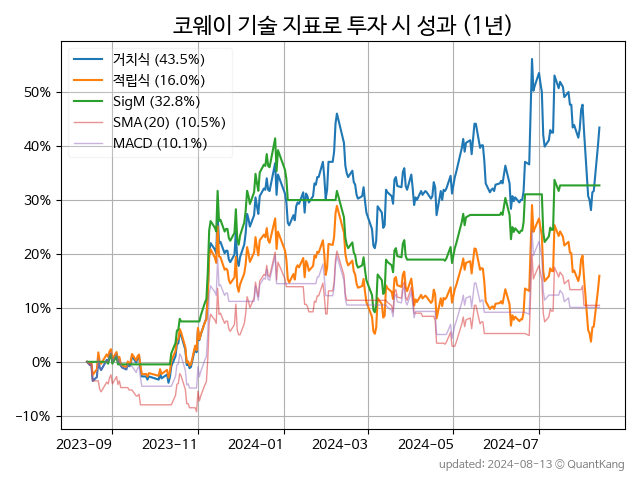 코웨이 기술 지표로 투자 시 성과 (1년)
거치식 (43.5%)
적립식 (16.0%)
SigM (32.8%)
SMA(20) (10.5%)
MACD (10.1%)
50%
40%
30%
20%
10%
0%
−10%
2023-09 2023-11 2024-01 2024-03 2024-05 2024-07
updated: 2024-08-13 © QuantKang